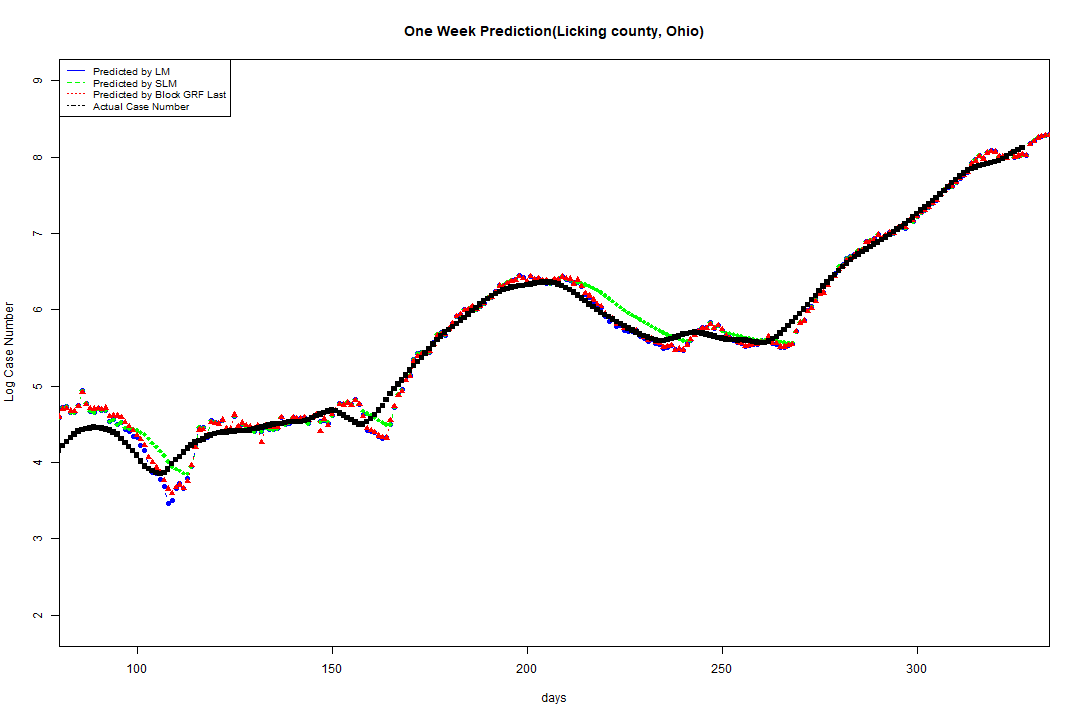 One Week Prediction(Licking county, Ohio)
Predicted by LM
Predicted by SLM
Predicted by Block GRF Last
Actual Case Number
9
8
7
6
5
4
3
2
Log Case Number
100 150 200 250 300
days